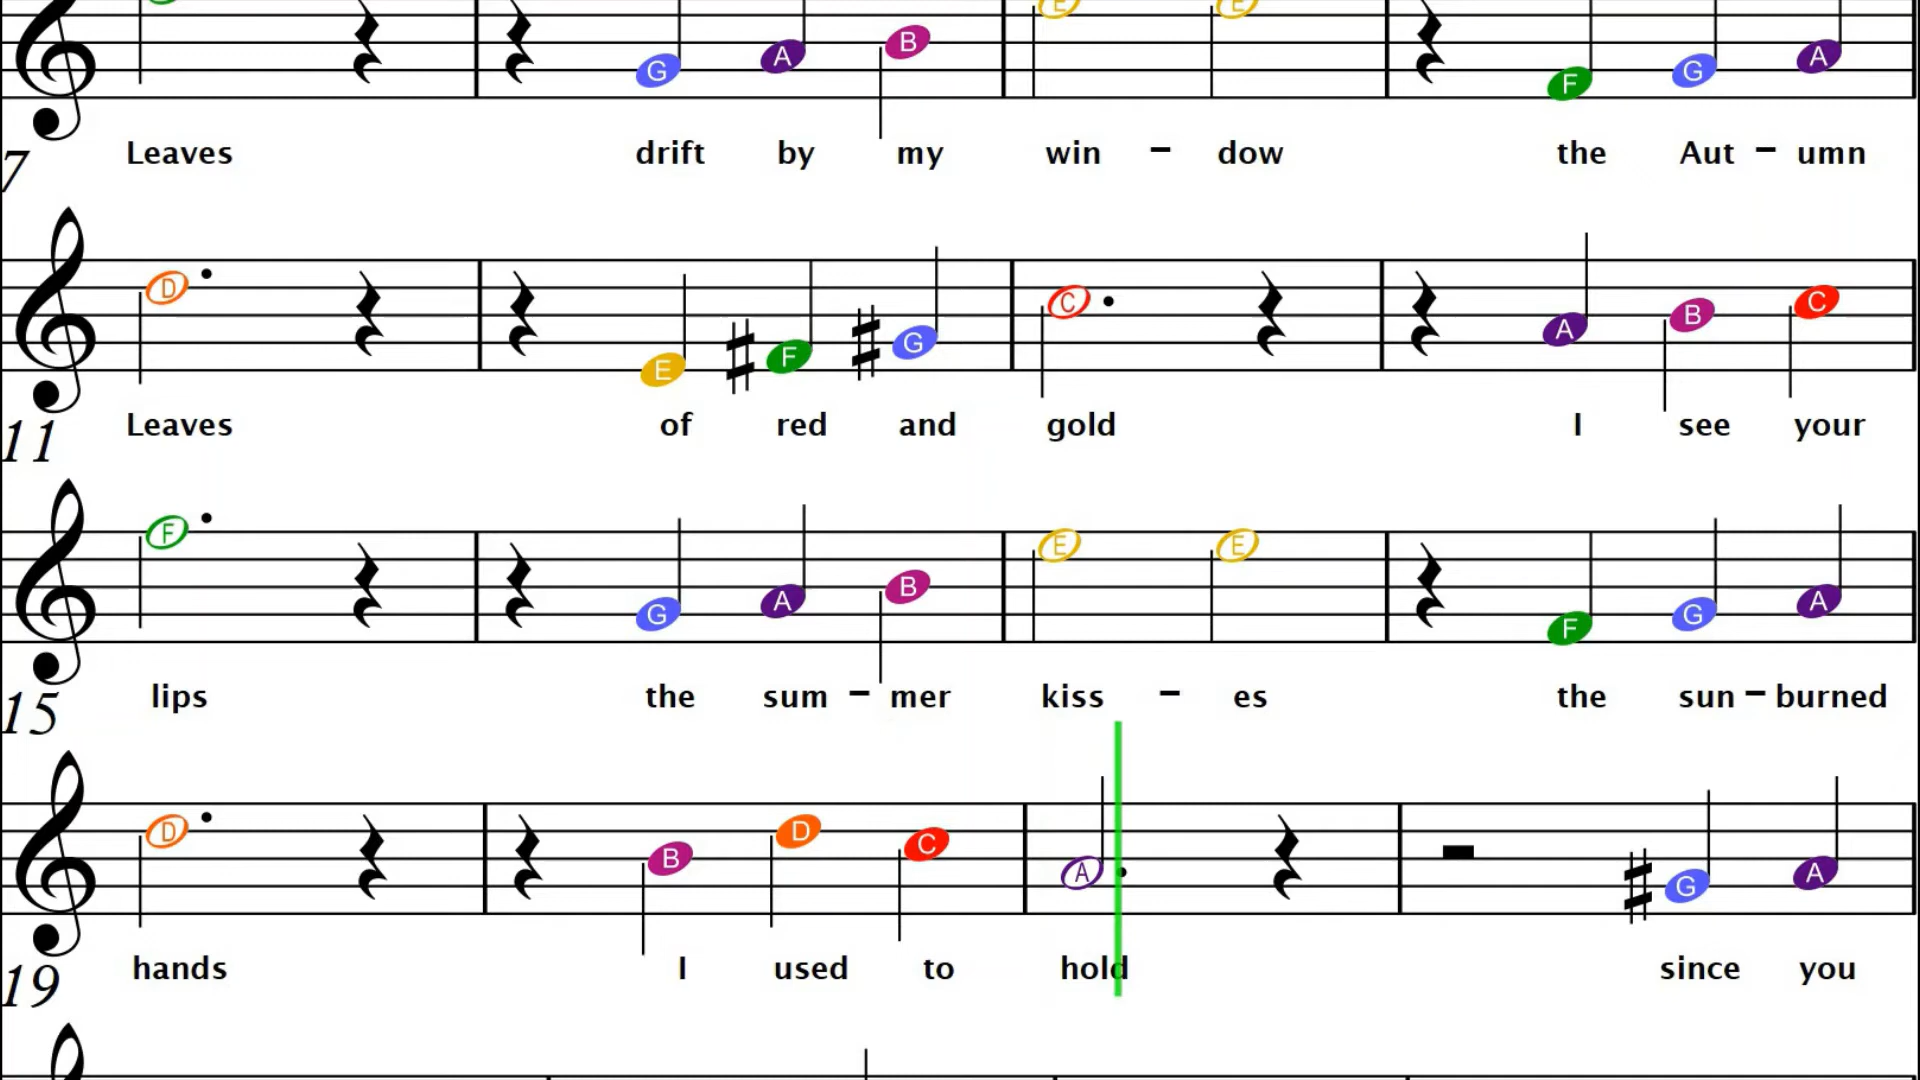 F
G A B E E F G A
Leaves drift by my win - dow the Aut - umn
7
D E F G C A B C
Leaves of red and gold I see your
11
F G A B E E F G A
lips the sum - mer kiss - es the sun - burned
15
D B D C A G A
hands I used to hold since you
19